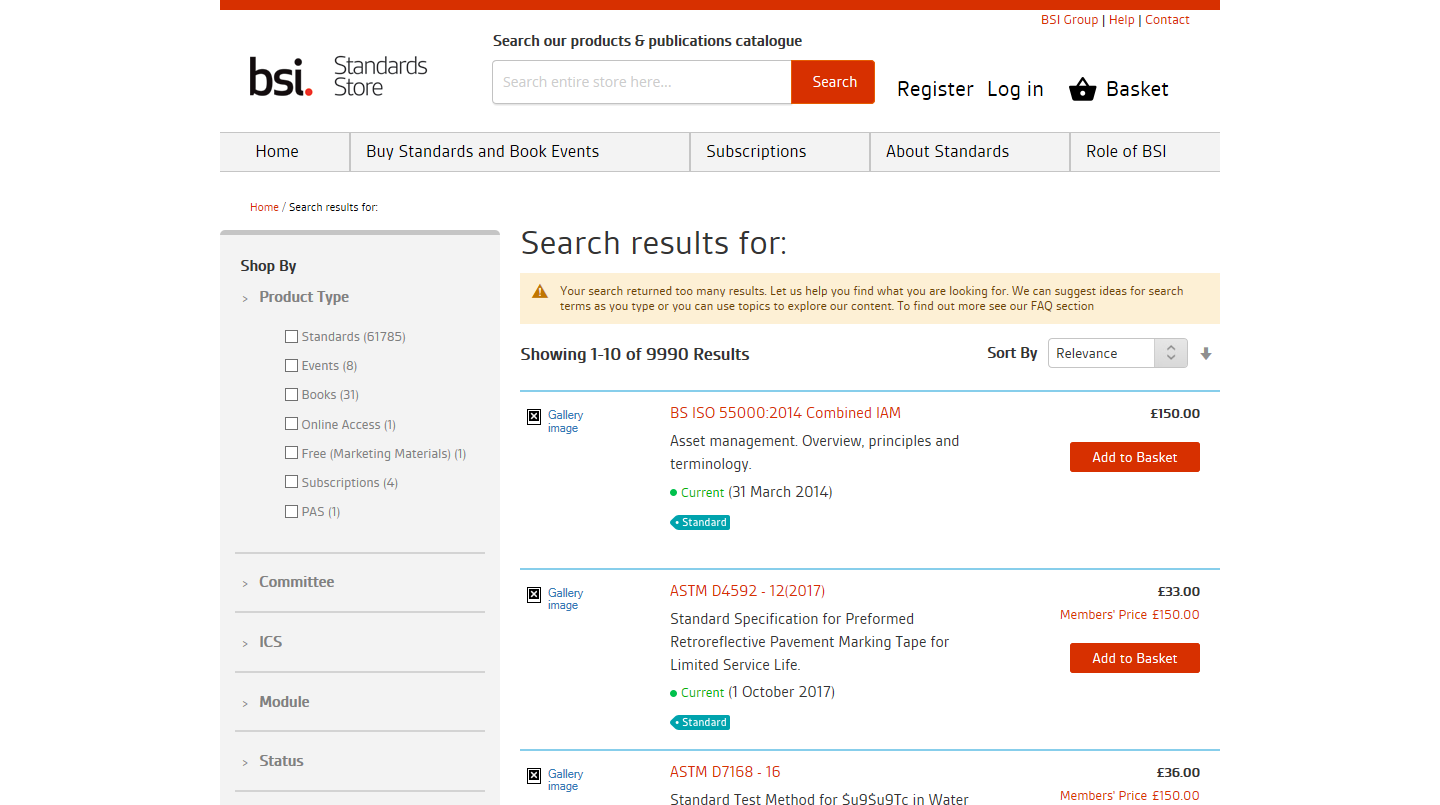 BSI Group | Help | Contact
Search our products & publications catalogue
bsi. Standards Store
Search entire store here...
Search
Register
Log in
Basket
Home
Buy Standards and Book Events
Subscriptions
About Standards
Role of BSI
Home / Search results for:
Shop By
> Product Type
Standards (61785)
Events (8)
Books (31)
Online Access (1)
Free (Marketing Materials) (1)
Subscriptions (4)
PAS (1)
> Committee
> ICS
> Module
> Status
Search results for:
Your search returned too many results. Let us help you find what you are looking for. We can suggest ideas for search
terms as you type or you can use topics to explore our content. To find out more see our FAQ section
Showing 1-10 of 9990 Results
Sort By
Relevance
Gallery
image
BS ISO 55000:2014 Combined IAM
£150.00
Asset management. Overview, principles and
terminology.
Add to Basket
Current (31 March 2014)
Standard
Gallery
image
ASTM D4592 - 12(2017)
£33.00
Members' Price £150.00
Standard Specification for Preformed
Retroreflective Pavement Marking Tape for
Limited Service Life.
Add to Basket
Current (1 October 2017)
Standard
Gallery
image
ASTM D7168 - 16
£36.00
Members' Price £150.00
Standard Test Method for $u9$u9Tc in Water